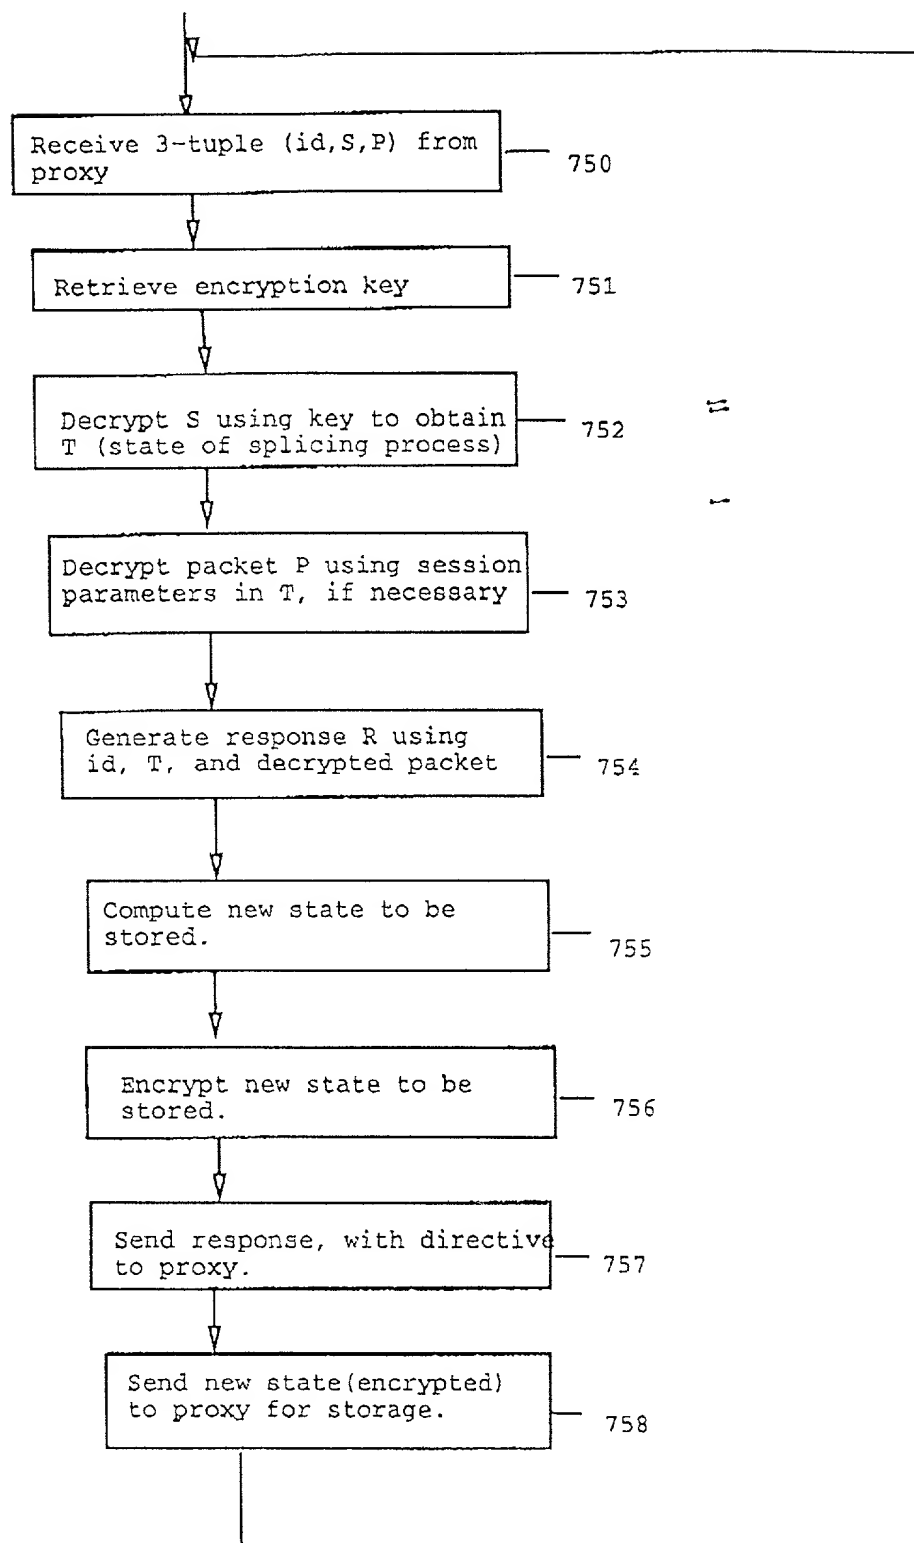 Receive 3-tuple (id,S,P) from
proxy
750
Retrieve encryption key
751
Decrypt S using key to obtain
T (state of splicing process)
752
Decrypt packet P using session
parameters in T, if necessary
753
Generate response R using
id, T, and decrypted packet
754
Compute new state to be
stored.
755
Encrypt new state to be
stored.
756
Send response, with directive
to proxy.
757
Send new state(encrypted)
to proxy for storage.
758